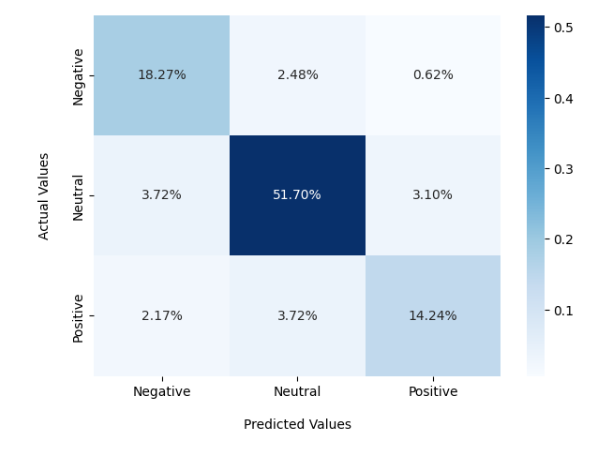 Actual Values
Negative
18.27% 2.48% 0.62%
Neutral
3.72% 51.70% 3.10%
Positive
2.17% 3.72% 14.24%
Negative Neutral Positive
Predicted Values
0.5
0.4
0.3
0.2
0.1